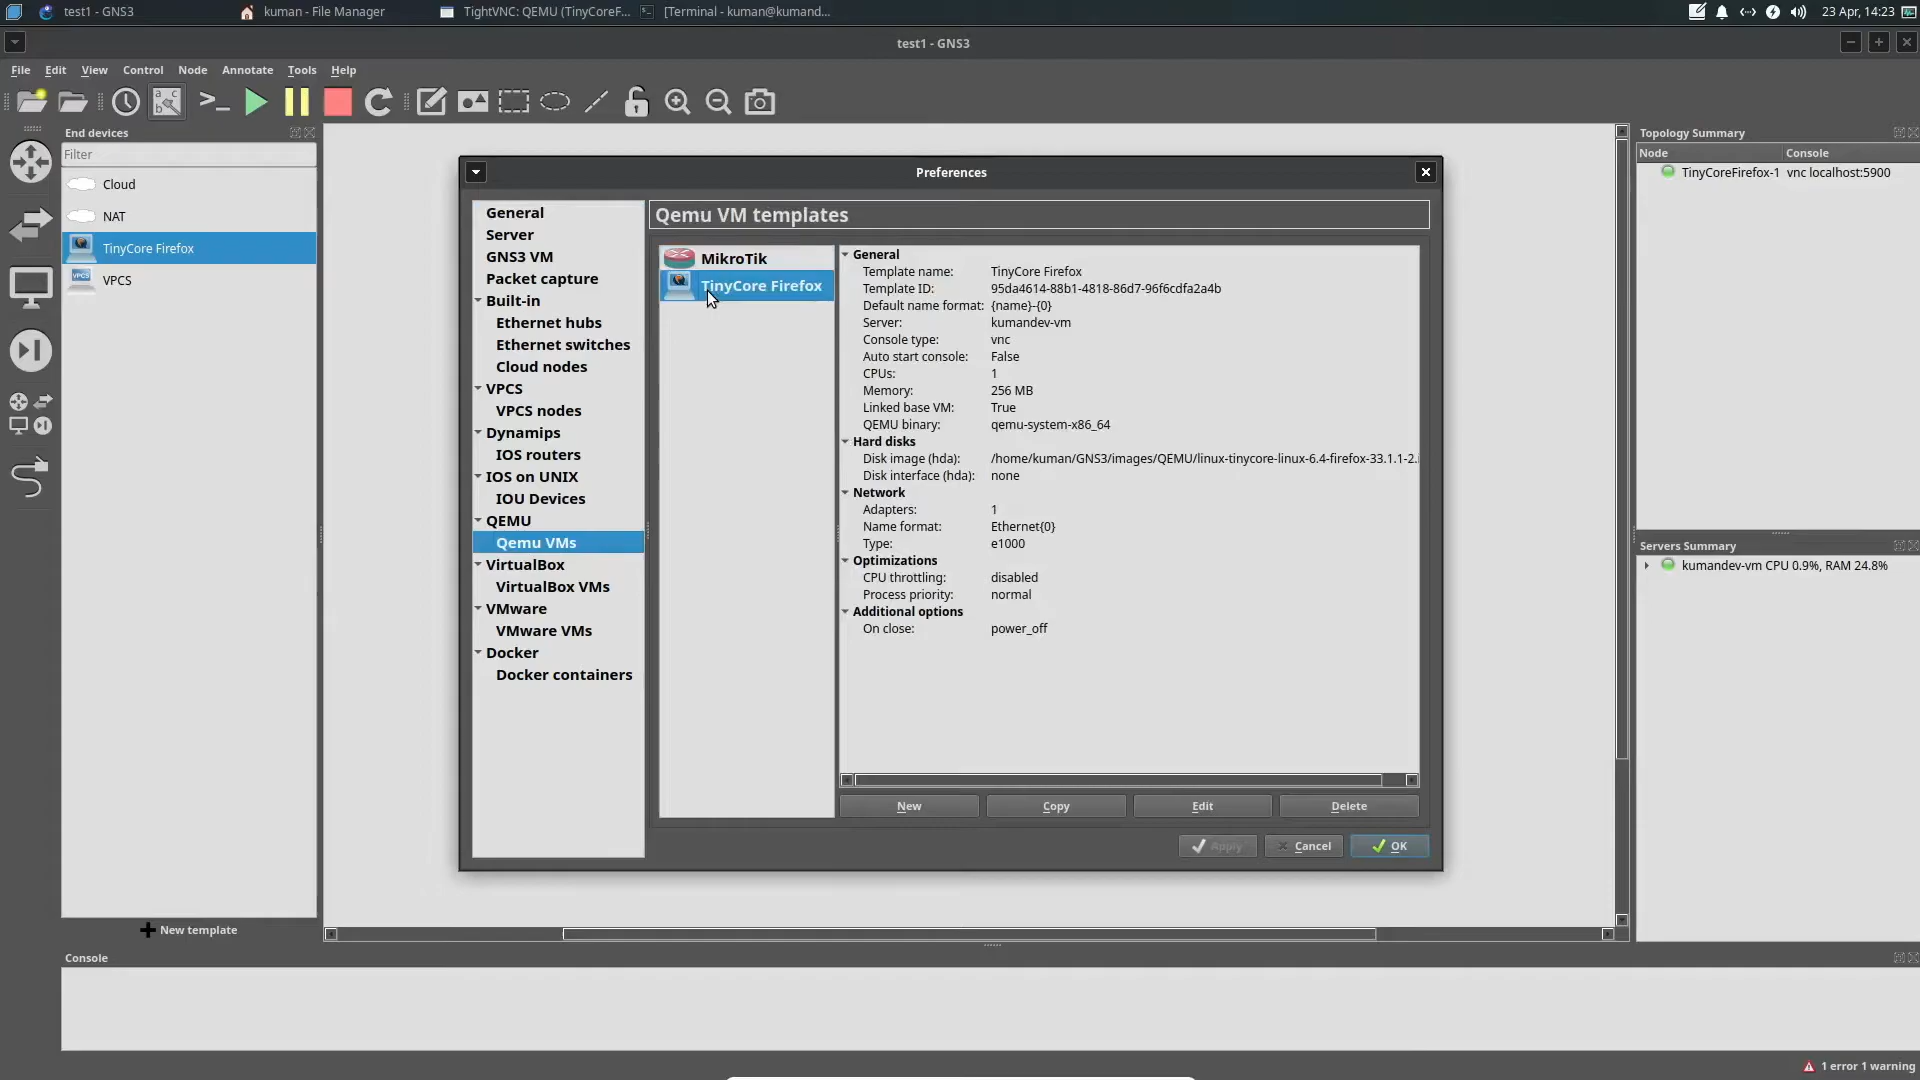 test1 - GNS3
kuman - File Manager
TightVNC: QEMU (TinyCoreF...
[Terminal - kuman@kumand...
23 Apr, 14:23
test1 - GNS3
File Edit View Control Node Annotate Tools Help
End devices
Filter
Cloud
NAT
TinyCore Firefox
VPCS
VPCS
New template
Preferences
General
Server
GNS3 VM
Packet capture
Built-in
Ethernet hubs
Ethernet switches
Cloud nodes
VPCS
VPCS nodes
Dynamips
IOS routers
IOS on UNIX
IOU Devices
QEMU
Qemu VMs
VirtualBox
VirtualBox VMs
VMware
VMware VMs
Docker
Docker containers
Qemu VM templates
MikroTik
TinyCore Firefox
General
Template name: TinyCore Firefox
Template ID: 95da4614-88b1-4818-86d7-96f6cdfa2a4b
Default name format: {name}-{0}
Server: kumandev-vm
Console type: vnc
Auto start console: False
CPUs: 1
Memory: 256 MB
Linked base VM: True
QEMU binary: qemu-system-x86_64
Hard disks
Disk image (hda): /home/kuman/GNS3/images/QEMU/linux-tinycore-linux-6.4-firefox-33.1.1-2.i
Disk interface (hda): none
Network
Adapters: 1
Name format: Ethernet{0}
Type: e1000
Optimizations
CPU throttling: disabled
Process priority: normal
Additional options
On close: power_off
New Copy Edit Delete
Apply Cancel OK
Topology Summary
Node Console
TinyCoreFirefox-1 vnc localhost:5900
Servers Summary
kumandev-vm CPU 0.9%, RAM 24.8%
Console
1 error 1 warning